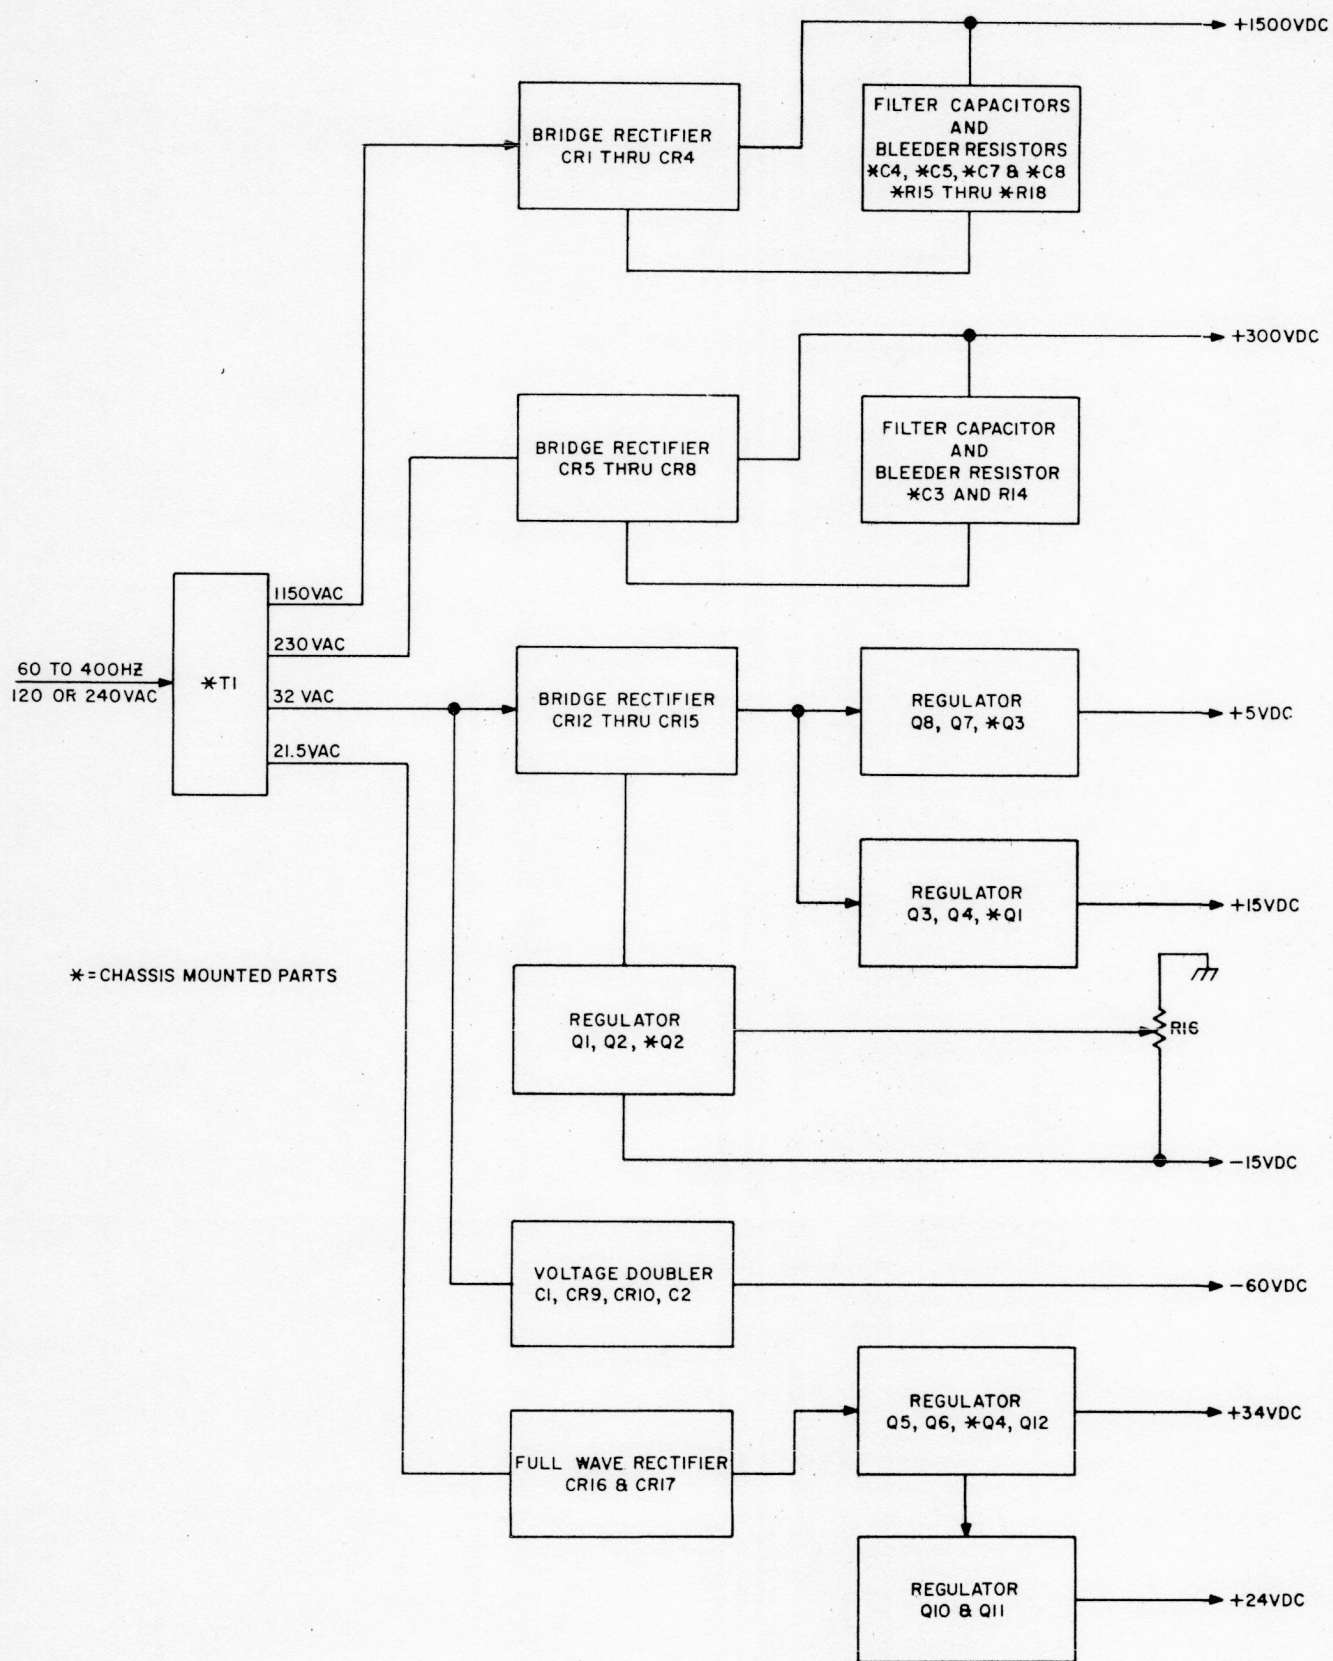 +1500VDC
FILTER CAPACITORS
AND
BLEEDER RESISTORS
*C4, *C5, *C7 & *C8
*R15 THRU *R18
BRIDGE RECTIFIER
CR1 THRU CR4
+300VDC
BRIDGE RECTIFIER
CR5 THRU CR8
FILTER CAPACITOR
AND
BLEEDER RESISTOR
*C3 AND R14
60 TO 400HZ
120 OR 240VAC
*T1
1150VAC
230VAC
32 VAC
21.5VAC
BRIDGE RECTIFIER
CR12 THRU CR15
REGULATOR
Q8, Q7, *Q3
+5VDC
REGULATOR
Q3, Q4, *Q1
+15VDC
*=CHASSIS MOUNTED PARTS
REGULATOR
Q1, Q2, *Q2
R16
-15VDC
VOLTAGE DOUBLER
C1, CR9, CR10, C2
-60VDC
FULL WAVE RECTIFIER
CR16 & CR17
REGULATOR
Q5, Q6, *Q4, Q12
+34VDC
REGULATOR
Q10 & Q11
+24VDC